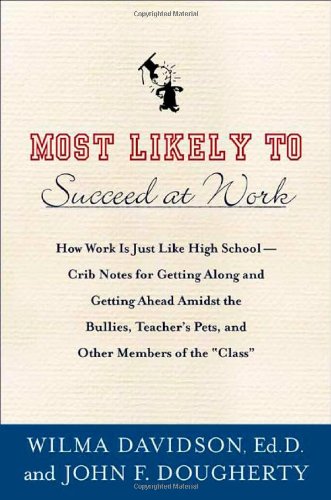 MOST LIKELY TO
Succeed at Work
How Work Is Just Like High School—
Crib Notes for Getting Along and
Getting Ahead Amidst the
Bullies, Teacher's Pets, and
Other Members of the "Class"
WILMA DAVIDSON, Ed.D.
and JOHN F. DOUGHERTY